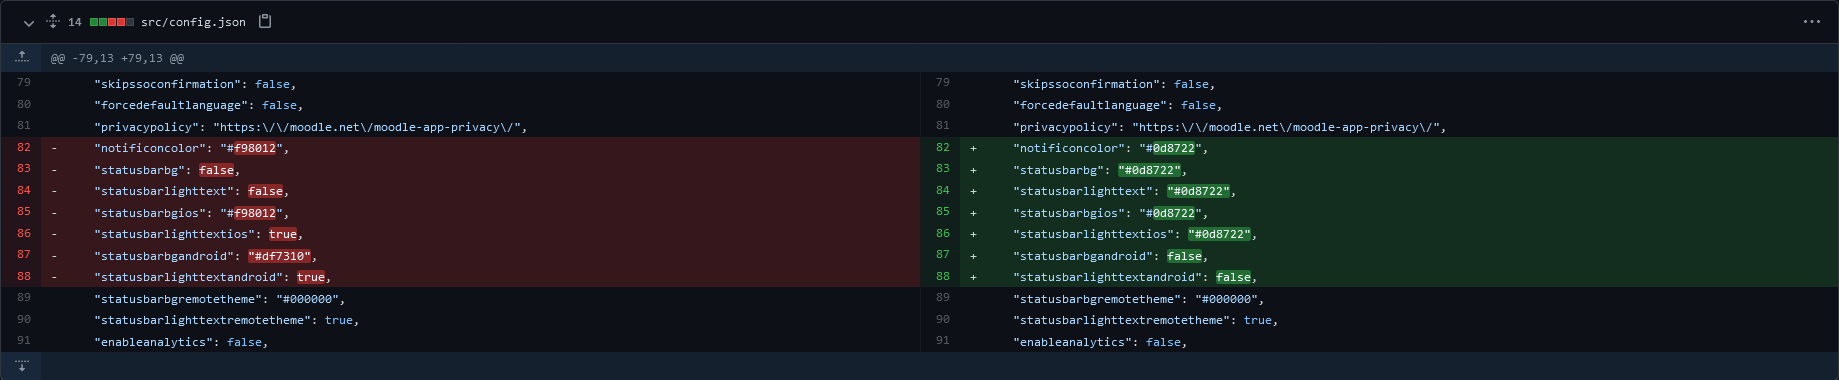 14 src/config.json
@@ -79,13 +79,13 @@
79 "skipssoconfirmation": false,
80 "forcedefaultlanguage": false,
81 "privacypolicy": "https:\/\/moodle.net\/moodle-app-privacy\/",
82 - "notificoncolor": "#f98012",
83 - "statusbarbg": false,
84 - "statusbarlighttext": false,
85 - "statusbarbgios": "#f98012",
86 - "statusbarlighttextios": true,
87 - "statusbarbgandroid": "#df7310",
88 - "statusbarlighttextandroid": true,
89 "statusbarbgremotetheme": "#000000",
90 "statusbarlighttextremotetheme": true,
91 "enableanalytics": false,
79 "skipssoconfirmation": false,
80 "forcedefaultlanguage": false,
81 "privacypolicy": "https:\/\/moodle.net\/moodle-app-privacy\/",
82 + "notificoncolor": "#0d8722",
83 + "statusbarbg": "#0d8722",
84 + "statusbarlighttext": "#0d8722",
85 + "statusbarbgios": "#0d8722",
86 + "statusbarlighttextios": "#0d8722",
87 + "statusbarbgandroid": false,
88 + "statusbarlighttextandroid": false,
89 "statusbarbgremotetheme": "#000000",
90 "statusbarlighttextremotetheme": true,
91 "enableanalytics": false,